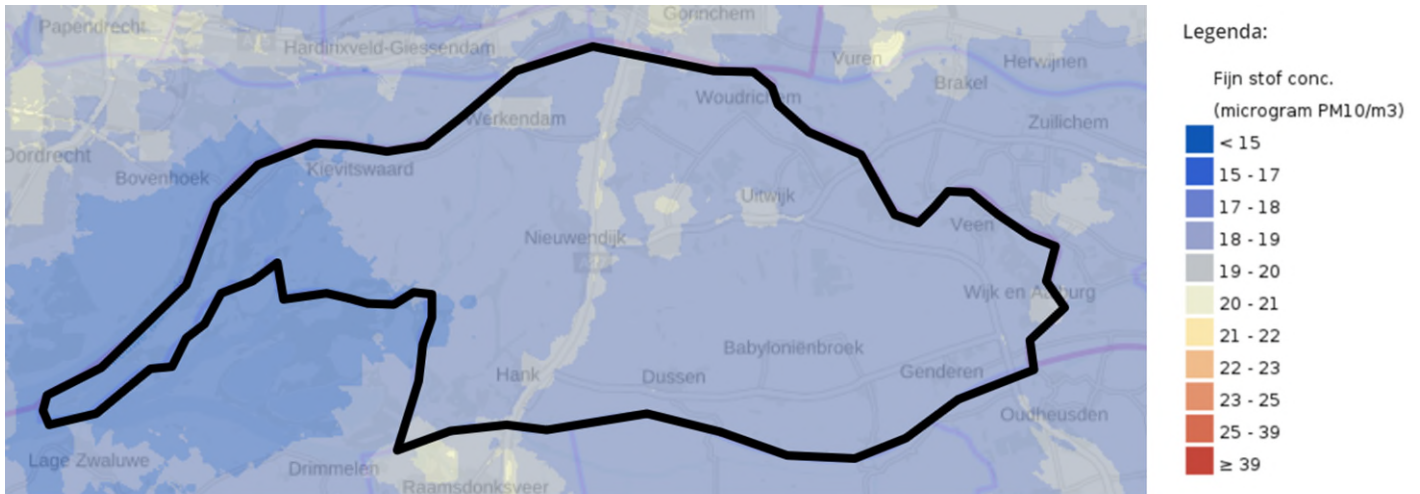 Papendrecht
Gorinchem
Hardinxveld-Giessendam
Vuren
Herwijnen
Brakel
Woudrichem
Werkendam
Zuilichem
Dordrecht
Kievitswaard
Bovenhoek
Uitwijk
Veen
Nieuwendijk
Wijk en Aalburg
Babyloniënbroek
Hank
Dussen
Genderen
Oudheusden
Lage Zwaluwe
Drimmelen
Raamsdonksveer
Legenda:
Fijn stof conc.
(microgram PM10/m3)
< 15
15 - 17
17 - 18
18 - 19
19 - 20
20 - 21
21 - 22
22 - 23
23 - 25
25 - 39
≥ 39